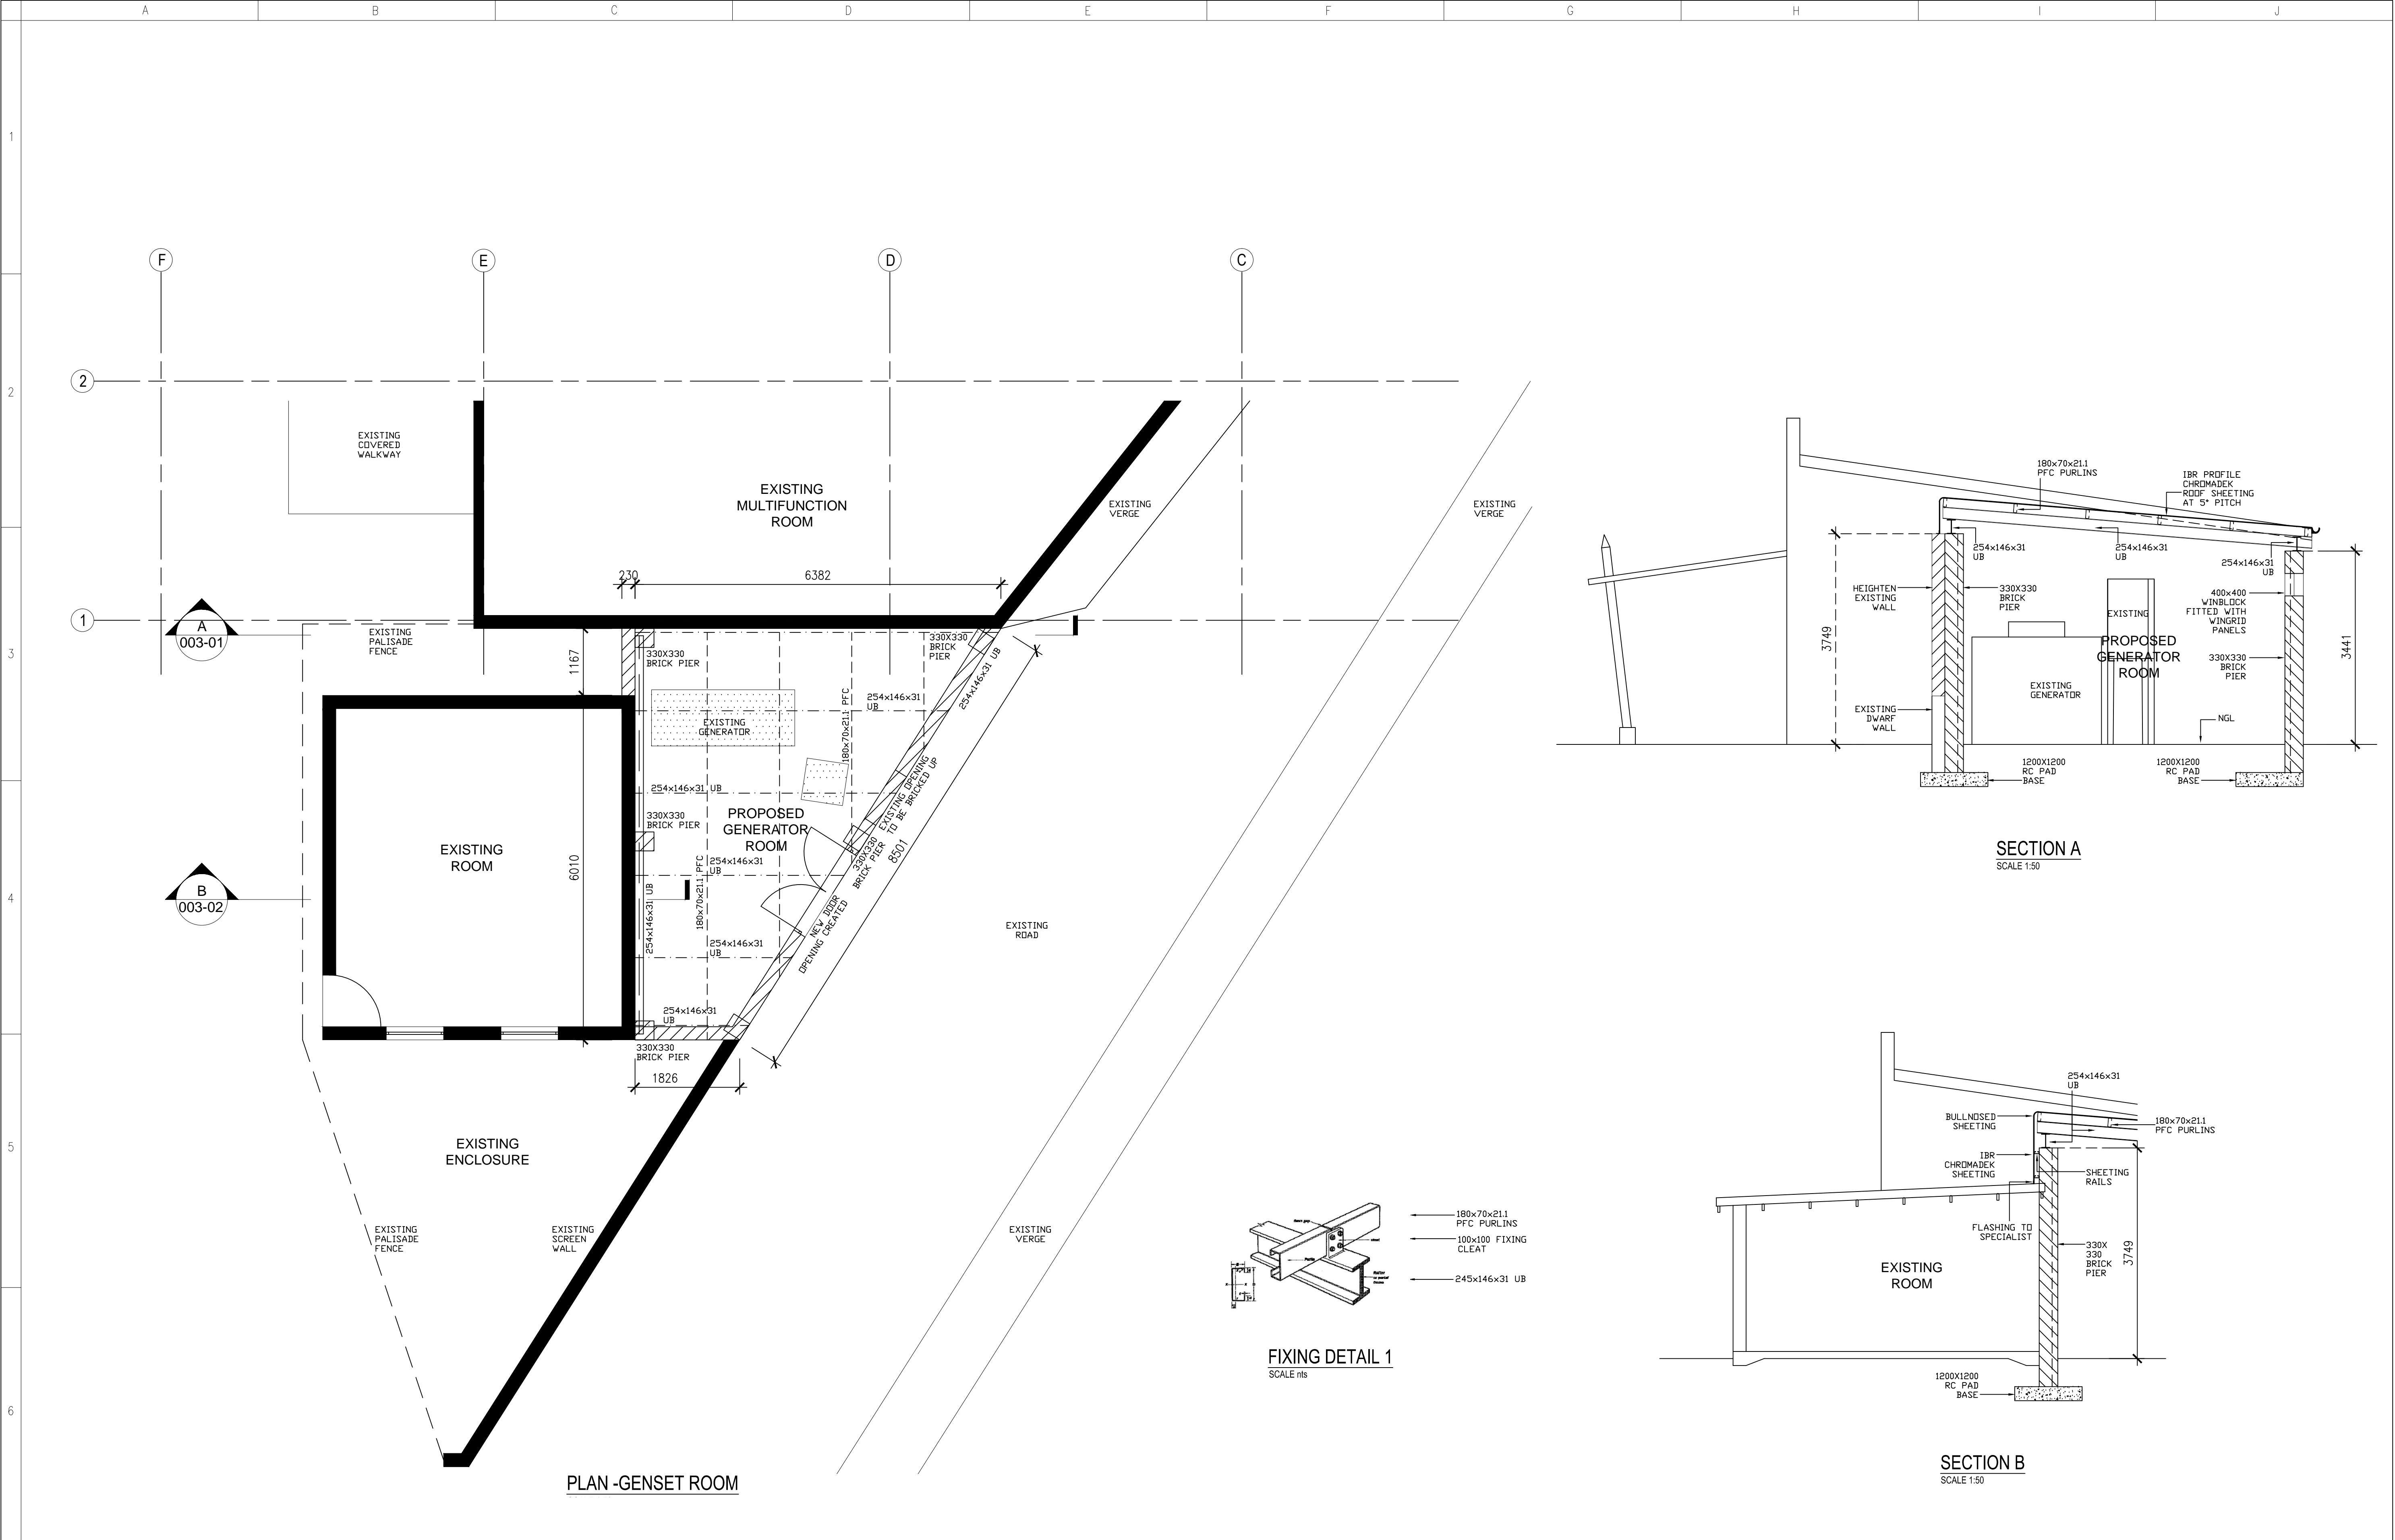 A
B
C
D
E
F
G
H
I
J
1
2
3
4
5
6
F
E
D
C
2
1
EXISTING
COVERED
WALKWAY
EXISTING
MULTIFUNCTION
ROOM
EXISTING
VERGE
EXISTING
VERGE
230
6382
A
003-01
EXISTING
PALISADE
FENCE
1167
330X330
BRICK PIER
330X330
BRICK
PIER
254x146x31 UB
254x146x31
UB
180x70x21.1 PFC
EXISTING
GENERATOR
254x146x31 UB
EXISTING OPENING
TO BE BRICKED UP
330X330
BRICK PIER
PROPOSED
GENERATOR
ROOM
330X330
BRICK PIER
8501
EXISTING
ROOM
6010
254x146x31
UB
180x70x21.1 PFC
254x146x31 UB
B
003-02
NEW DOOR
OPENING CREATED
254x146x31
UB
EXISTING
ROAD
254x146x31
UB
330X330
BRICK PIER
1826
EXISTING
ENCLOSURE
EXISTING
PALISADE
FENCE
EXISTING
SCREEN
WALL
EXISTING
VERGE
PLAN -GENSET ROOM
180x70x21.1
PFC PURLINS
100x100 FIXING
CLEAT
245x146x31 UB
Purlin
Rafter
FIXING DETAIL 1
SCALE nts
180x70x21.1
PFC PURLINS
IBR PROFILE
CHROMADEK
ROOF SHEETING
AT 5° PITCH
254x146x31
UB
254x146x31
UB
254x146x31
UB
HEIGHTEN
EXISTING
WALL
330X330
BRICK
PIER
400x400
WINBLOCK
FITTED WITH
WINGRID
PANELS
EXISTING
3749
PROPOSED
GENERATOR
ROOM
330X330
BRICK
PIER
3441
EXISTING
GENERATOR
EXISTING
DWARF
WALL
NGL
1200X1200
RC PAD
BASE
1200X1200
RC PAD
BASE
SECTION A
SCALE 1:50
254x146x31
UB
BULLNOSED
SHEETING
180x70x21.1
PFC PURLINS
IBR
CHROMADEK
SHEETING
SHEETING
RAILS
FLASHING TO
SPECIALIST
330X
330
BRICK
PIER
3749
EXISTING
ROOM
1200X1200
RC PAD
BASE
SECTION B
SCALE 1:50